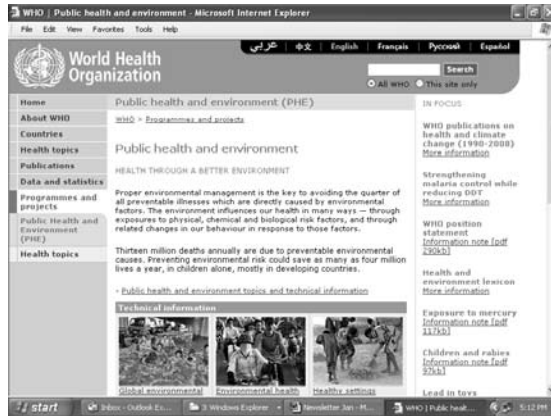 WHO | Public health and environment - Microsoft Internet Explorer
File Edit View Favorites Tools Help
عربي | 中文 | English | Français | Русский | Español
World Health
Organization
Search
All WHO This site only
Home
About WHO
Countries
Health topics
Publications
Data and statistics
Programmes and
projects
Public Health and
Environment
(PHE)
Health topics
Public health and environment (PHE)
WHO > Programmes and projects
Public health and environment
HEALTH THROUGH A BETTER ENVIRONMENT
Proper environmental management is the key to avoiding the quarter of
all preventable illnesses which are directly caused by environmental
factors. The environment influences our health in many ways — through
exposures to physical, chemical and biological risk factors, and through
related changes in our behaviour in response to those factors.
Thirteen million deaths annually are due to preventable environmental
causes. Preventing environmental risk could save as many as four million
lives a year, in children alone, mostly in developing countries.
- Public health and environment topics and technical information
Technical information
Global environmental
Environmental health
Healthy settings
IN FOCUS
WHO publications on
health and climate
change (1990-2008)
More information
Strengthening
malaria control while
reducing DDT
More information
WHO position
statement
Information note [pdf
290kb]
Health and
environment lexicon
More information
Exposure to mercury
Information note [pdf
117kb]
Children and rabies
Information note [pdf
97kb]
Lead in toys
start
Inbox - Outlook Ex...
3 Windows Explorer
Newsletter Jan - M...
WHO | Public healt...
5:12 PM